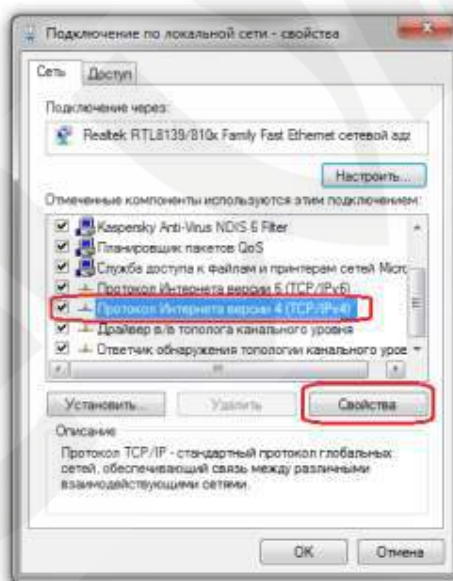 Подключение по локальной сети - свойства
Сеть
Доступ
Подключение через:
Realtek RTL8139/810x Family Fast Ethernet сетевой ада
Настроить...
Отмеченные компоненты используются этим подключением:
Kaspersky Anti-Virus NDIS 6 Filter
Планировщик пакетов QoS
Служба доступа к файлам и принтерам сетей Micro
Протокол Интернета версии 6 (TCP/IPv6)
Протокол Интернета версии 4 (TCP/IPv4)
Драйвер в/в тополога канального уровня
Ответчик обнаружения топологии канального уров
Установить...
Удалить
Свойства
Описание
Протокол TCP/IP - стандартный протокол глобальных
сетей, обеспечивающий связь между различными
взаимодействующими сетями.
OK
Отмена